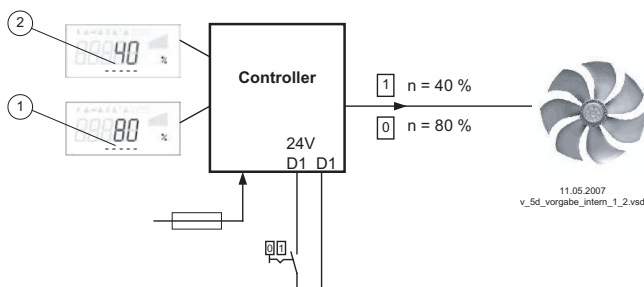 2
40
%
1
80
%
Controller
24V
D1 D1
1 n = 40 %
0 n = 80 %
0 1
11.05.2007
v_5d_vorgabe_intern_1_2.vsd